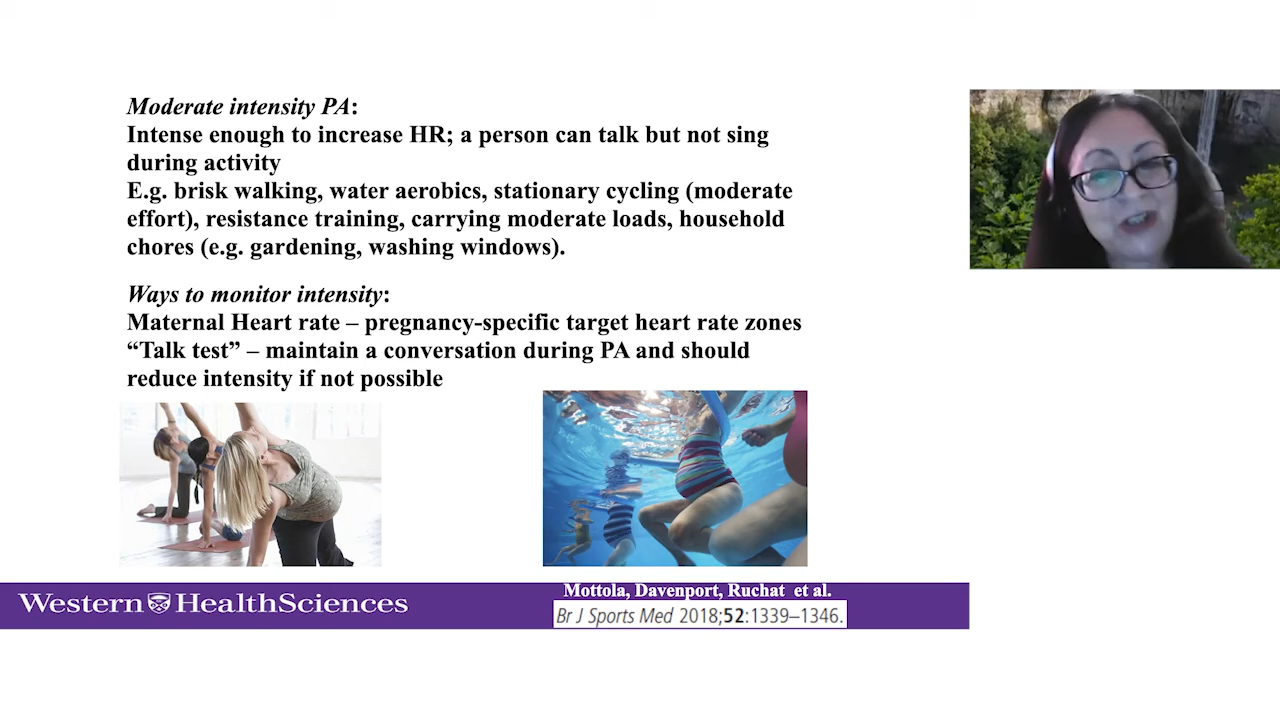 Moderate intensity PA:
Intense enough to increase HR; a person can talk but not sing
during activity
E.g. brisk walking, water aerobics, stationary cycling (moderate
effort), resistance training, carrying moderate loads, household
chores (e.g. gardening, washing windows).
Ways to monitor intensity:
Maternal Heart rate – pregnancy-specific target heart rate zones
“Talk test” – maintain a conversation during PA and should
reduce intensity if not possible
Western HealthSciences
Mottola, Davenport, Ruchat et al.
Br J Sports Med 2018;52:1339–1346.